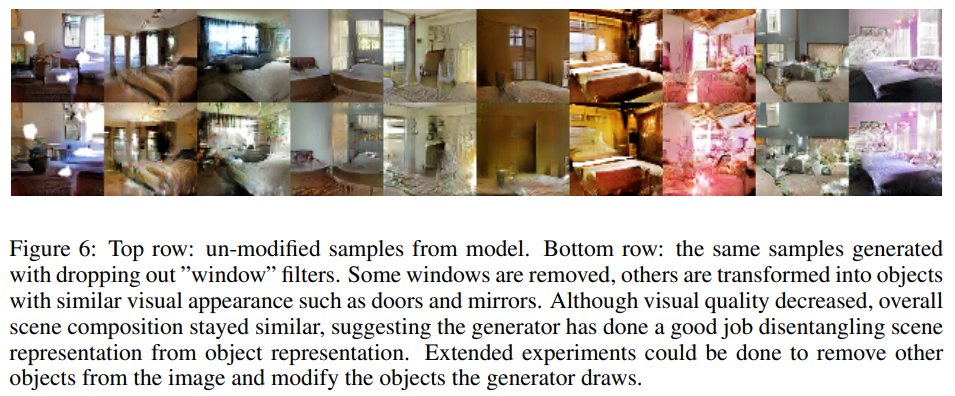 Figure 6: Top row: un-modified samples from model. Bottom row: the same samples generated
with dropping out ”window” filters. Some windows are removed, others are transformed into objects
with similar visual appearance such as doors and mirrors. Although visual quality decreased, overall
scene composition stayed similar, suggesting the generator has done a good job disentangling scene
representation from object representation. Extended experiments could be done to remove other
objects from the image and modify the objects the generator draws.